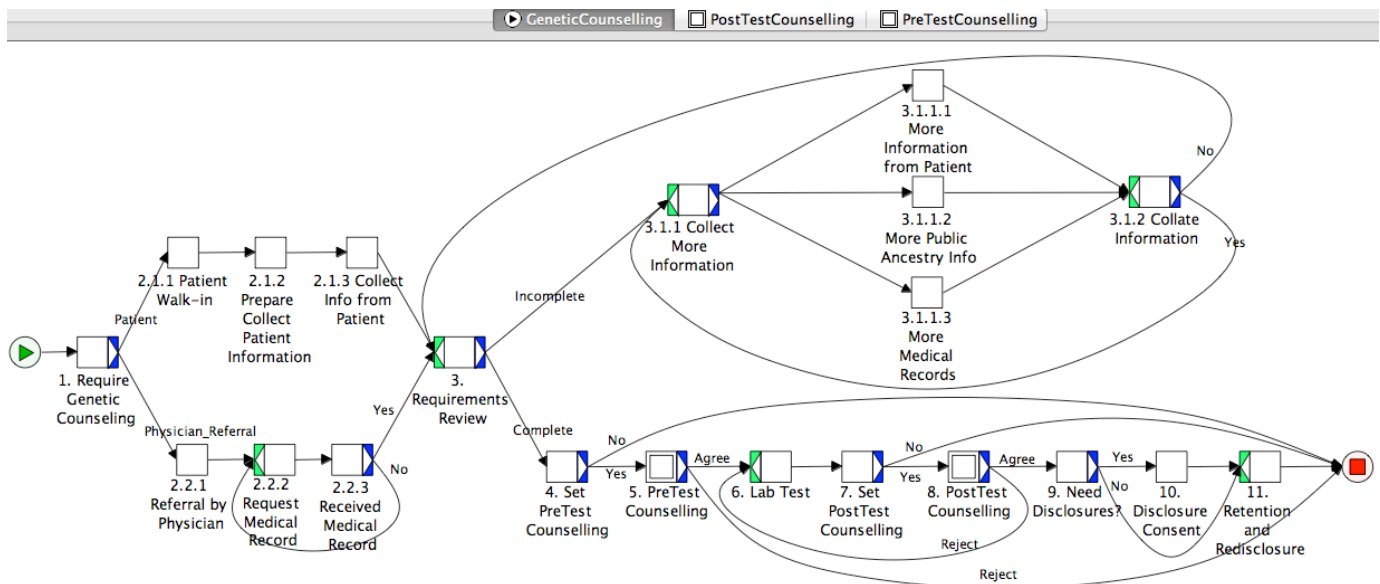 GeneticCounselling
PostTestCounselling
PreTestCounselling
3.1.1.1
More
Information
from Patient
No
3.1.1 Collect
More
Information
3.1.1.2
More Public
Ancestry Info
3.1.2 Collate
Information
Yes
2.1.1 Patient
Walk-in
2.1.2
Prepare
Collect
Patient
Information
2.1.3 Collect
Info from
Patient
Incomplete
3.1.1.3
More
Medical
Records
Patient
1. Require
Genetic
Counseling
3.
Requirements
Review
Yes
Physician_Referral
No
2.2.1
Referral by
Physician
2.2.2
Request
Medical
Record
2.2.3
Received
Medical
Record
Complete
No
Yes
4. Set
PreTest
Counselling
Agree
5. PreTest
Counselling
6. Lab Test
No
Yes
7. Set
PostTest
Counselling
8. PostTest
Counselling
Agree
9. Need
Disclosures?
Yes
No
10.
Disclosure
Consent
11.
Retention
and
Redisclosure
Reject
Reject